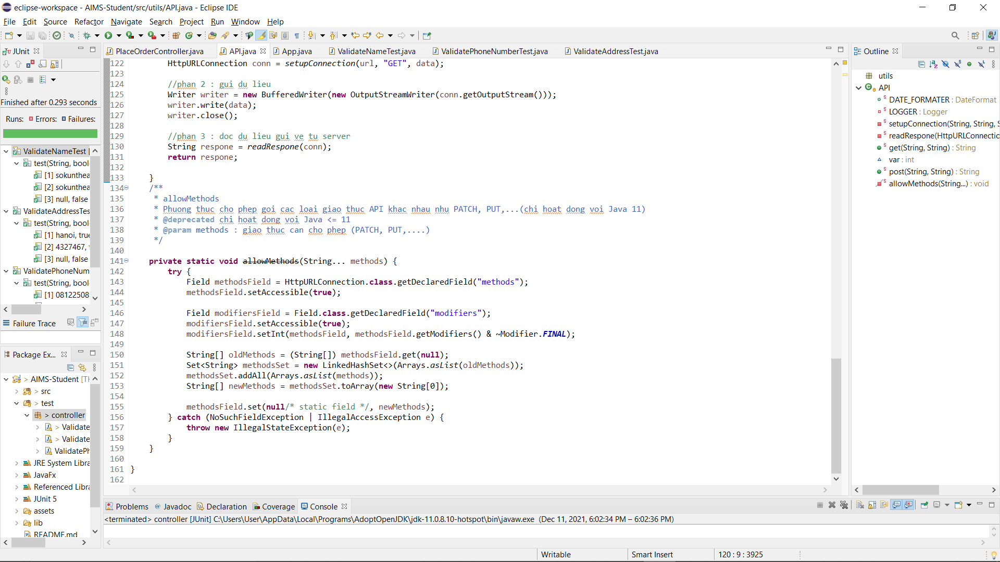 eclipse-workspace - AIMS-Student/src/utils/API.java - Eclipse IDE
File Edit Source Refactor Navigate Search Project Run Window Help
JUnit
Finished after 0.293 seconds
Runs: Errors: Failures:
ValidateNameTest [
test(String, bool
[1] sokunthea
[2] sokunthea
[3] null, false
ValidateAddressTes
test(String, bool
[1] hanoi, true
[2] 4327467,
[3] null, false
ValidatePhoneNum
test(String, bool
[1] 08122508
Failure Trace
Package Ex...
> AIMS-Student [TH
> src
> test
> controller
> Validate
> Validate
ValidatePh
JRE System Libra
JavaFx
Referenced Libra
JUnit 5
assets
lib
README.md
PlaceOrderController.java API.java App.java ValidateNameTest.java ValidatePhoneNumberTest.java ValidateAddressTest.java
122 HttpURLConnection conn = setupConnection(url, "GET", data);
123
124 //phan 2 : gui du lieu
125 Writer writer = new BufferedWriter(new OutputStreamWriter(conn.getOutputStream()));
126 writer.write(data);
127 writer.close();
128
129 //phan 3 : doc du lieu gui ve tu server
130 String respone = readRespone(conn);
131 return respone;
132
133 }
134 /**
135 * allowMethods
136 * Phuong thuc cho phep goi cac loai giao thuc API khac nhau nhu PATCH, PUT,...(chi hoat dong voi Java 11)
137 * @deprecated chi hoat dong voi Java <= 11
138 * @param methods : giao thuc can cho phep (PATCH, PUT,....)
139 */
140
141 private static void allowMethods(String... methods) {
142 try {
143 Field methodsField = HttpURLConnection.class.getDeclaredField("methods");
144 methodsField.setAccessible(true);
145
146 Field modifiersField = Field.class.getDeclaredField("modifiers");
147 modifiersField.setAccessible(true);
148 modifiersField.setInt(methodsField, methodsField.getModifiers() & ~Modifier.FINAL);
149
150 String[] oldMethods = (String[]) methodsField.get(null);
151 Set<String> methodsSet = new LinkedHashSet<>(Arrays.asList(oldMethods));
152 methodsSet.addAll(Arrays.asList(methods));
153 String[] newMethods = methodsSet.toArray(new String[0]);
154
155 methodsField.set(null/* static field */, newMethods);
156 } catch (NoSuchFieldException | IllegalAccessException e) {
157 throw new IllegalStateException(e);
158 }
159 }
160
161 }
162
Outline
utils
API
DATE_FORMATER : DateFormat
LOGGER : Logger
setupConnection(String, String, S
readRespone(HttpURLConnectio
get(String, String) : String
var : int
post(String, String) : String
allowMethods(String...) : void
Problems @ Javadoc Declaration Coverage Console
<terminated> controller [JUnit] C:\Users\User\AppData\Local\Programs\AdoptOpenJDK\jdk-11.0.8.10-hotspot\bin\javaw.exe (Dec 11, 2021, 6:02:34 PM – 6:02:36 PM)
Writable Smart Insert 120 : 9 : 3925